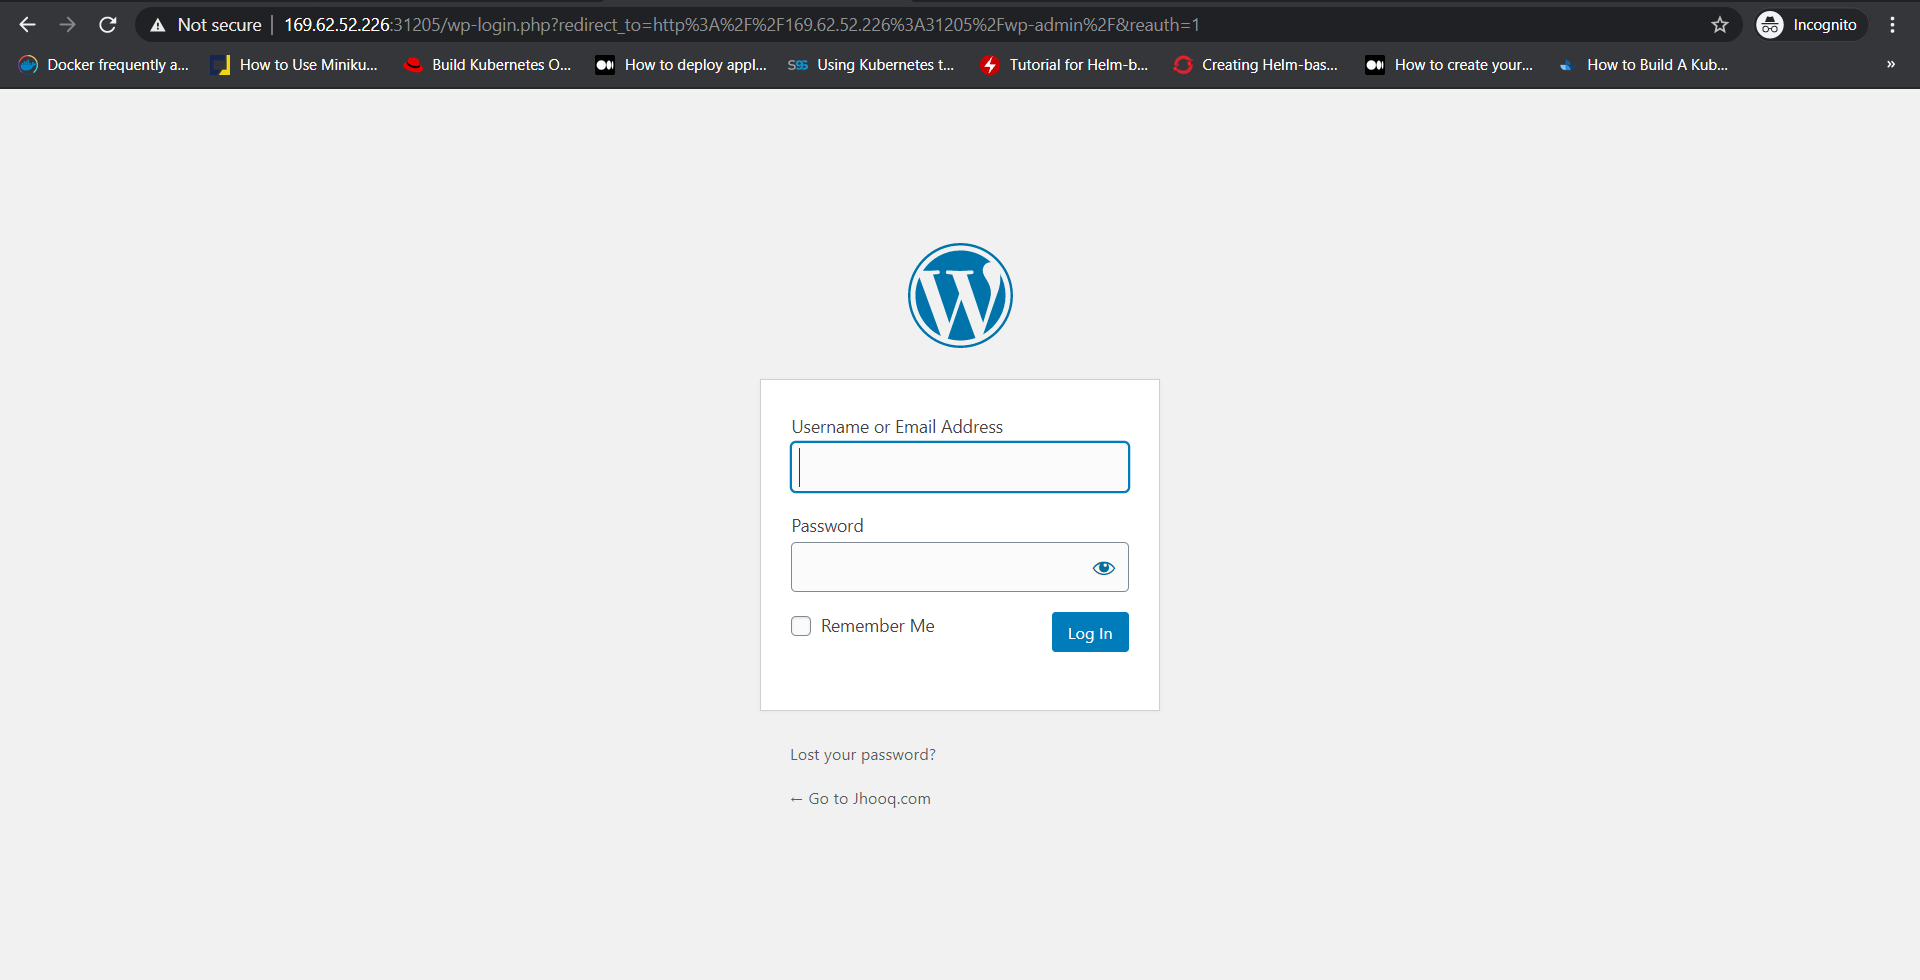 Not secure | 169.62.52.226:31205/wp-login.php?redirect_to=http%3A%2F%2F169.62.52.226%3A31205%2Fwp-admin%2F&reauth=1 Incognito
Docker frequently a... How to Use Miniku... Build Kubernetes O... How to deploy appl... S95 Using Kubernetes t... Tutorial for Helm-b... Creating Helm-bas... How to create your... How to Build A Kub... »
Username or Email Address
Password
Remember Me Log In
Lost your password?
← Go to Jhooq.com